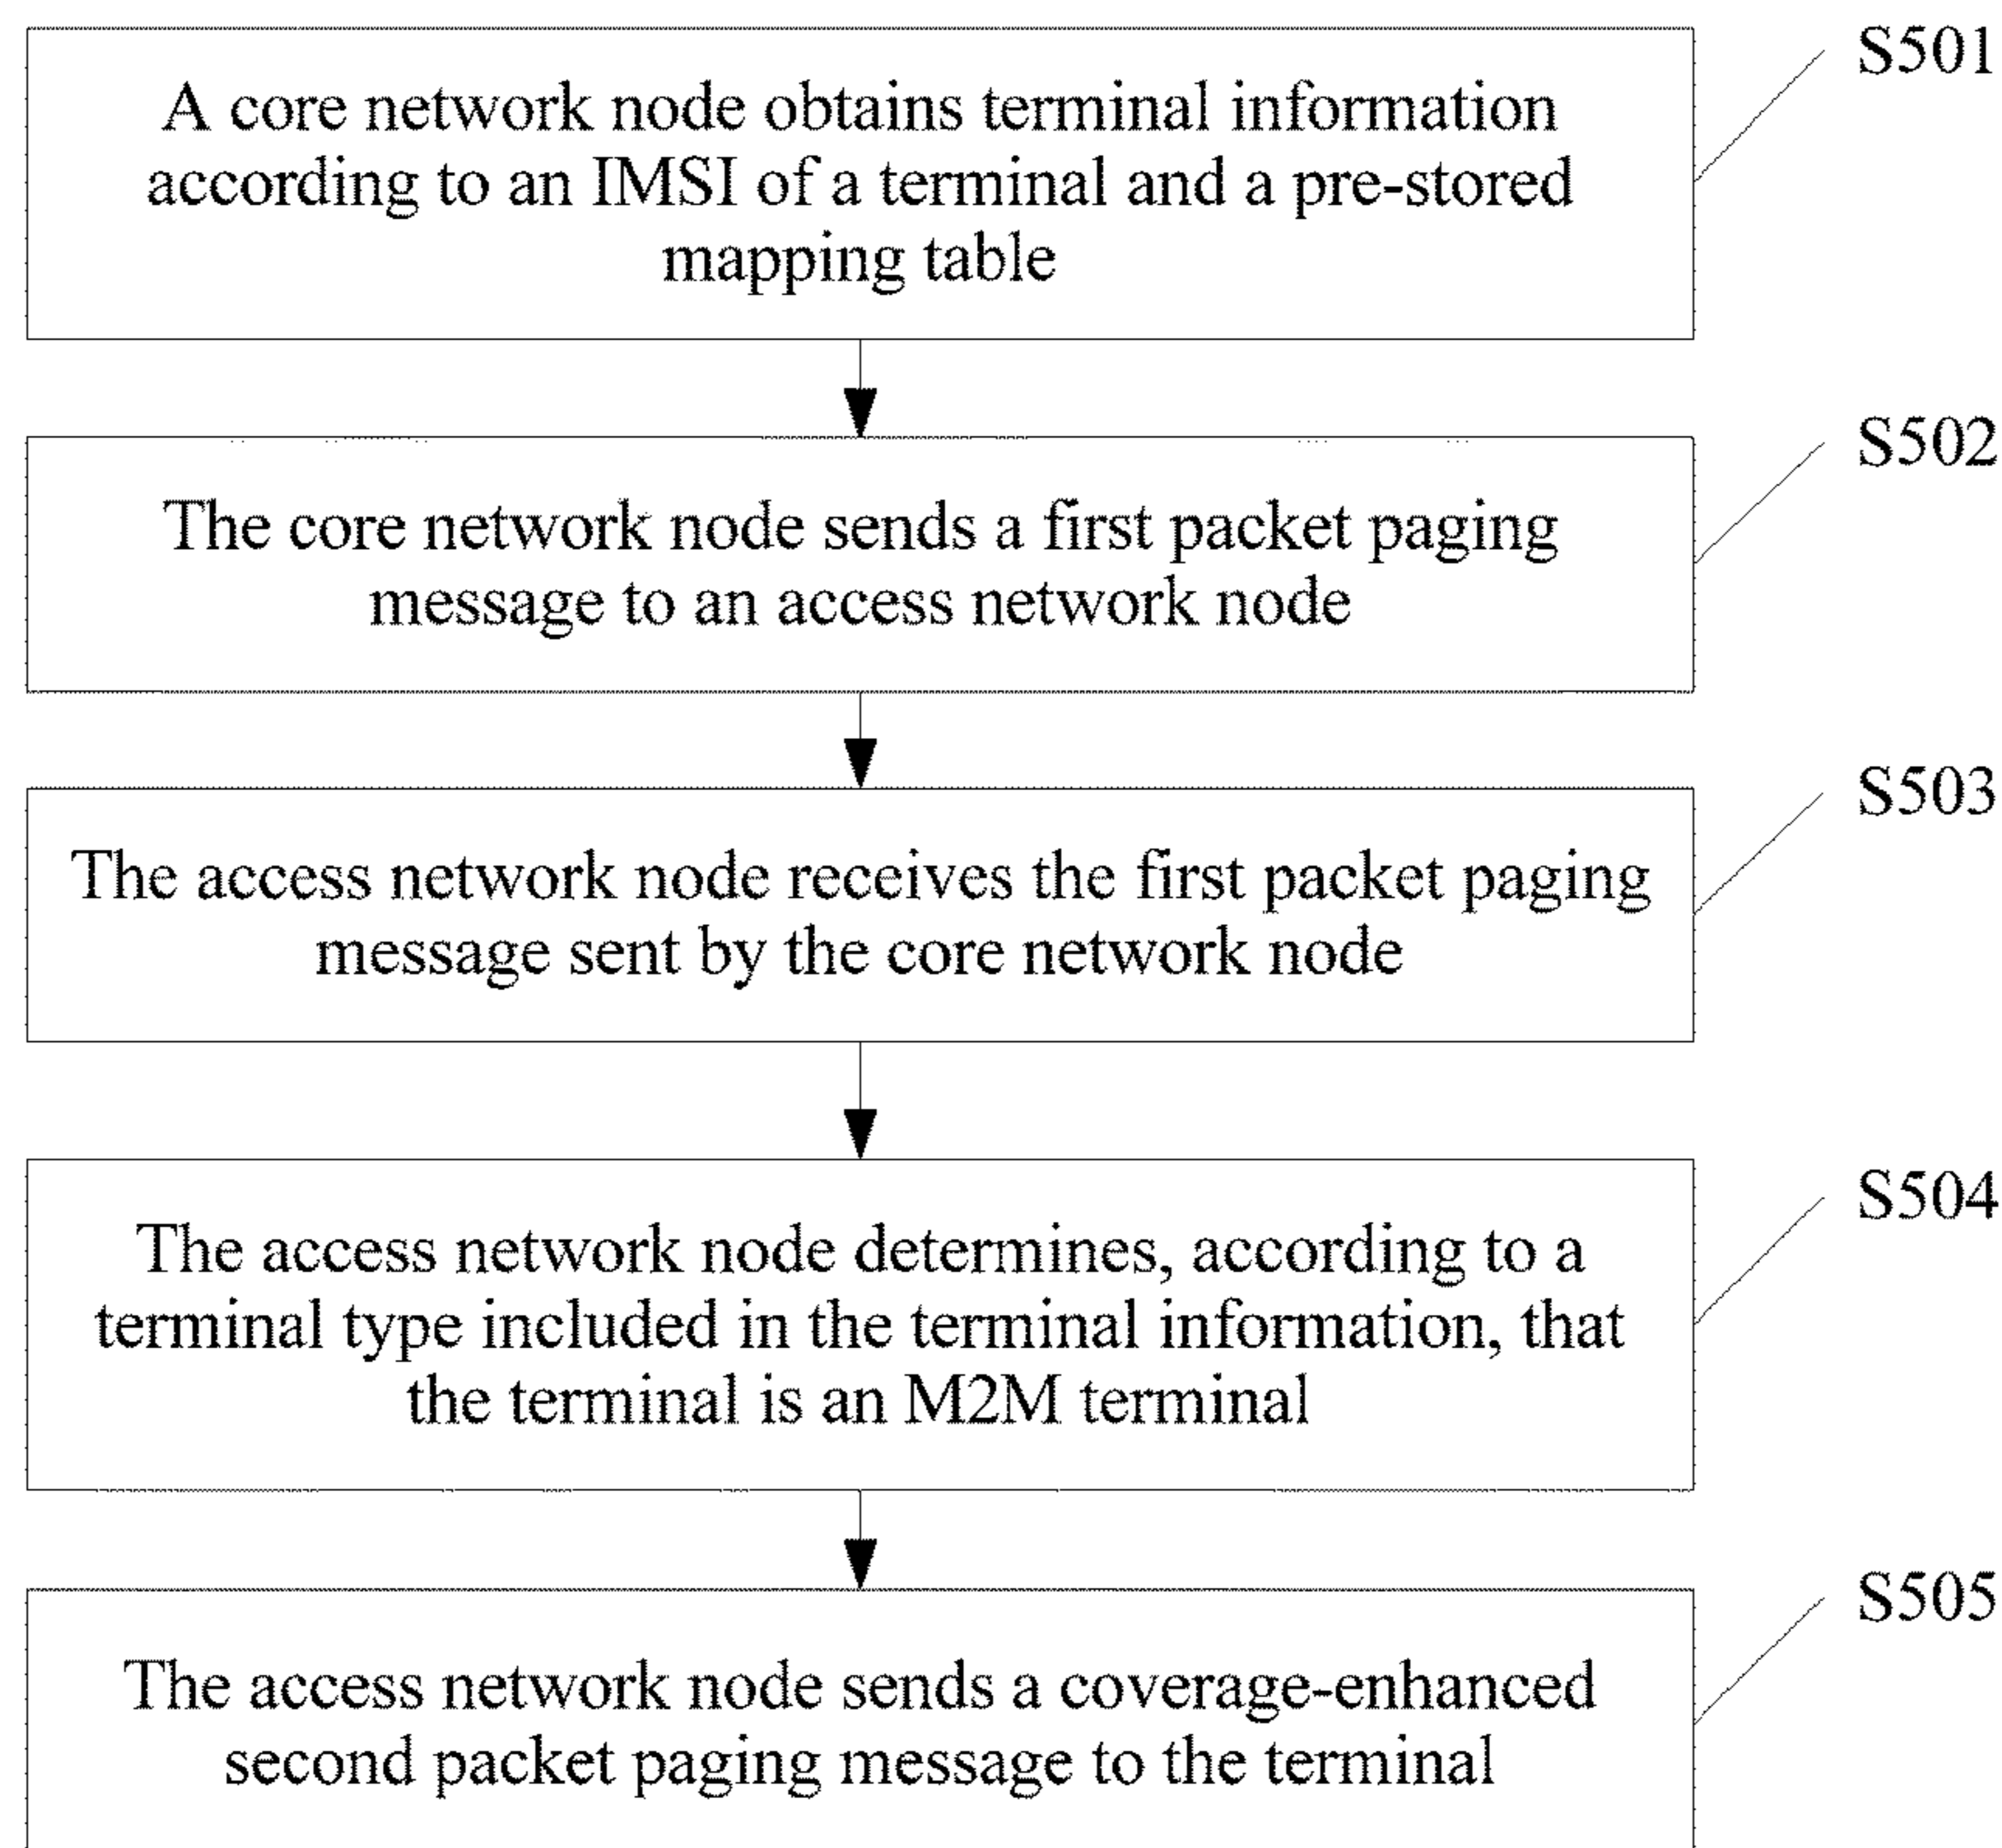 A core network node obtains terminal information
according to an IMSI of a terminal and a pre-stored
mapping table
S501
The core network node sends a first packet paging
message to an access network node
S502
The access network node receives the first packet paging
message sent by the core network node
S503
The access network node determines, according to a
terminal type included in the terminal information, that
the terminal is an M2M terminal
S504
The access network node sends a coverage-enhanced
second packet paging message to the terminal
S505